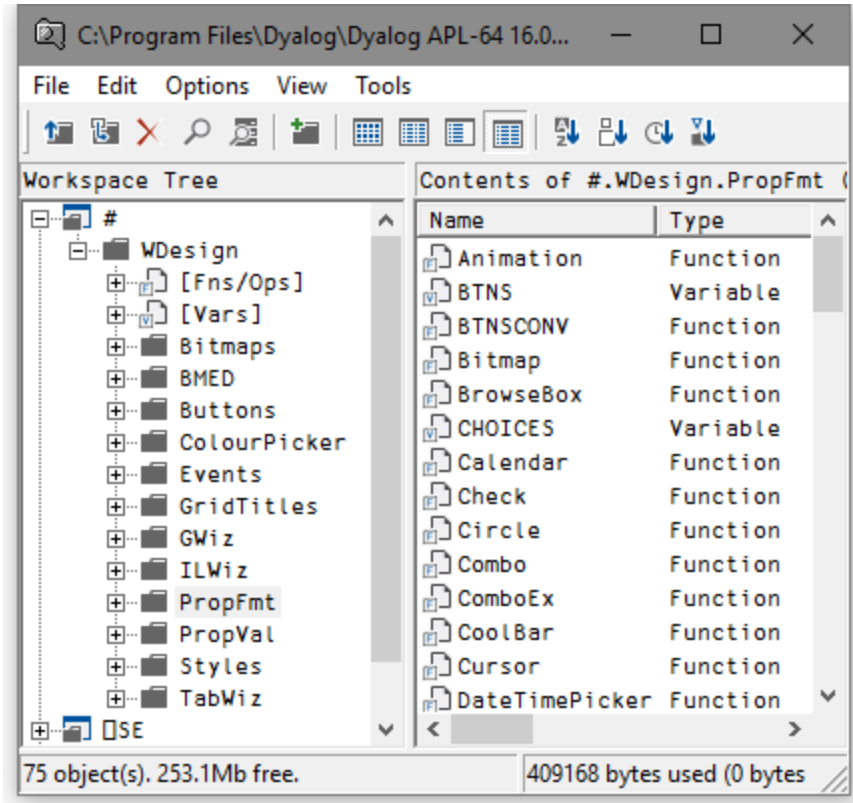 C:\Program Files\Dyalog\Dyalog APL-64 16.0...
File Edit Options View Tools
Workspace Tree
#
WDesign
[Fns/Ops]
[Vars]
Bitmaps
BMED
Buttons
ColourPicker
Events
GridTitles
GWiz
ILWiz
PropFmt
PropVal
Styles
TabWiz
⎕SE
Contents of #.WDesign.PropFmt (
Name Type
Animation Function
BTNS Variable
BTNSCONV Function
Bitmap Function
BrowseBox Function
CHOICES Variable
Calendar Function
Check Function
Circle Function
Combo Function
ComboEx Function
CoolBar Function
Cursor Function
DateTimePicker Function
75 object(s). 253.1Mb free.
409168 bytes used (0 bytes